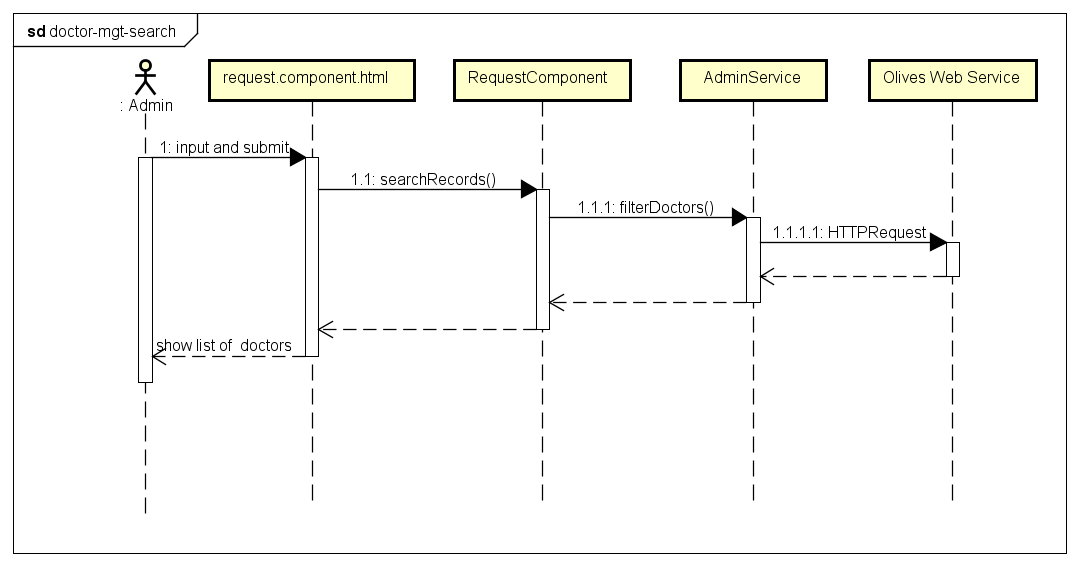 sd doctor-mgt-search
: Admin
request.component.html
RequestComponent
AdminService
Olives Web Service
1: input and submit
1.1: searchRecords()
1.1.1: filterDoctors()
1.1.1.1: HTTPRequest
show list of doctors